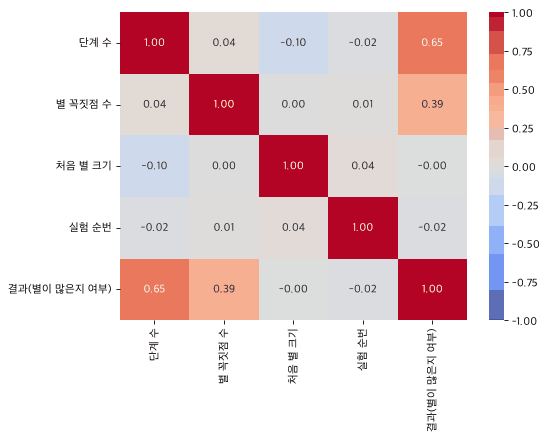 단계 수 1.00 0.04 -0.10 -0.02 0.65
별 꼭짓점 수 0.04 1.00 0.00 0.01 0.39
처음 별 크기 -0.10 0.00 1.00 0.04 -0.00
실험 순번 -0.02 0.01 0.04 1.00 -0.02
결과(별이 많은지 여부) 0.65 0.39 -0.00 -0.02 1.00
단계 수
별 꼭짓점 수
처음 별 크기
실험 순번
결과(별이 많은지 여부)
1.00
0.75
0.50
0.25
0.00
-0.25
-0.50
-0.75
-1.00